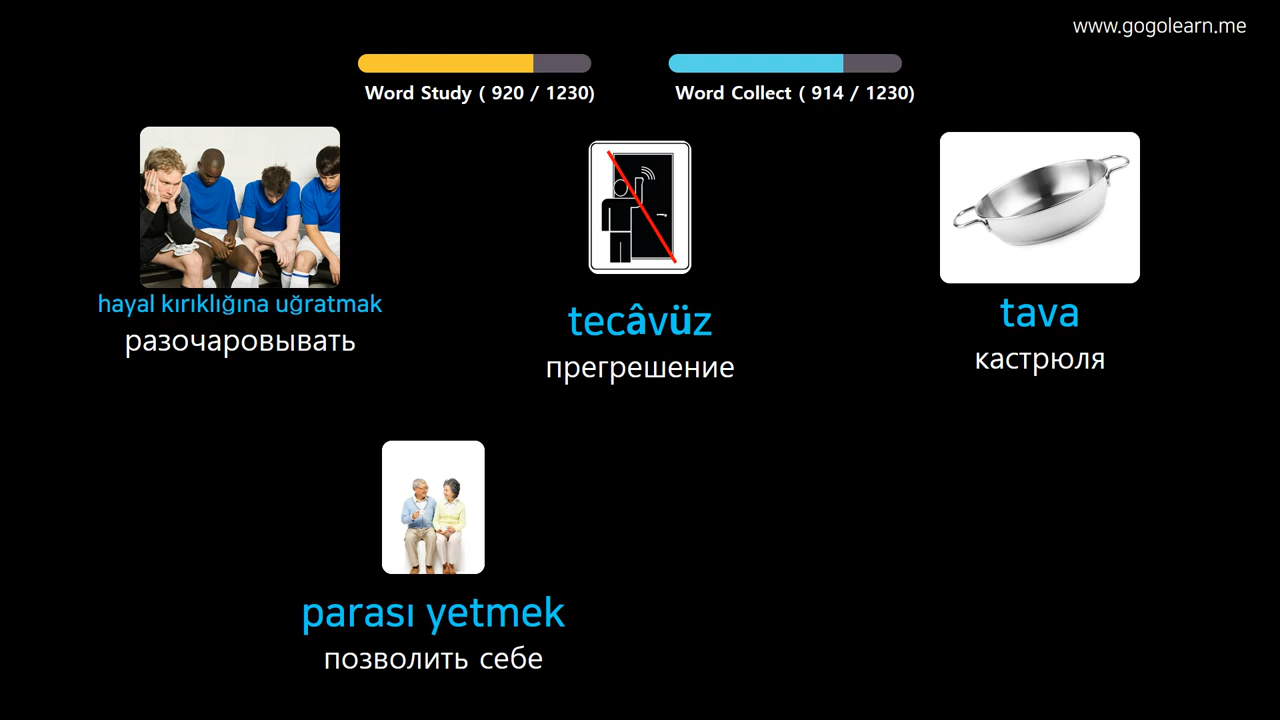 www.gogolearn.me
Word Study ( 920 / 1230)
Word Collect ( 914 / 1230)
hayal kırıklığına uğratmak
разочаровывать
tecâvüz
прегрешение
tava
кастрюля
parası yetmek
позволить себе